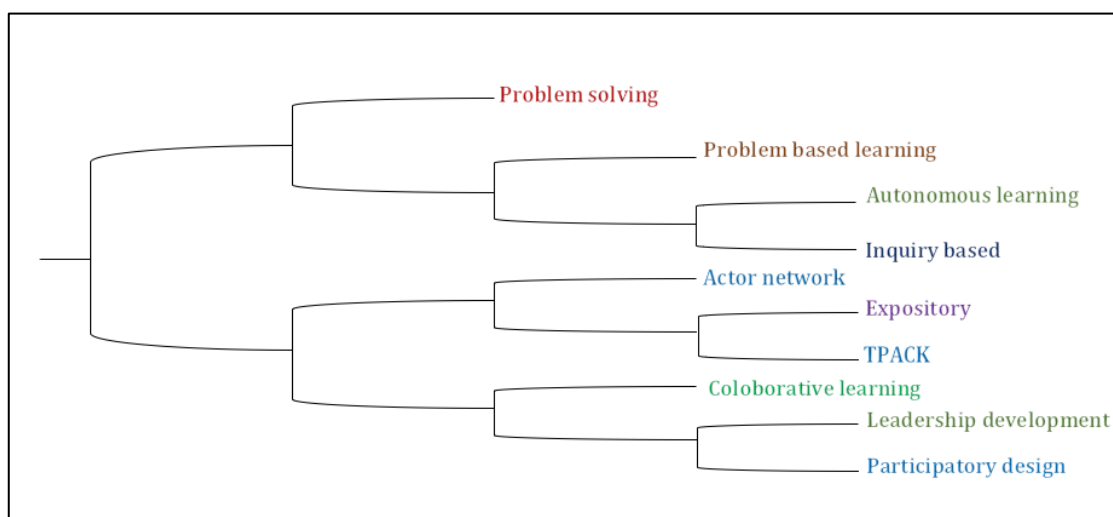 Problem solving
Problem based learning
Autonomous learning
Inquiry based
Actor network
Expository
TPACK
Coloborative learning
Leadership development
Participatory design